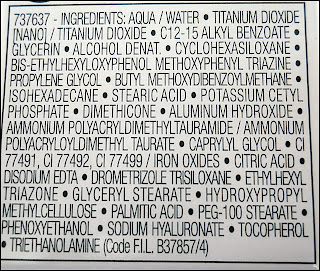 737637 - INGREDIENTS: AQUA / WATER • TITANIUM DIOXIDE
[NANO] / TITANIUM DIOXIDE • C12-15 ALKYL BENZOATE
GLYCERIN • ALCOHOL DENAT. • CYCLOHEXASILOXANE
BIS-ETHYLHEXYLOXYPHENOL METHOXYPHENYL TRIAZINE
PROPYLENE GLYCOL • BUTYL METHOXYDIBENZOYLMETHANE •
ISOHEXADECANE • STEARIC ACID • POTASSIUM CETYL
PHOSPHATE • DIMETHICONE • ALUMINUM HYDROXIDE •
AMMONIUM POLYACRYLDIMETHYLTAURAMIDE / AMMONIUM
POLYACRYLOYLDIMETHYL TAURATE • CAPRYLYL GLYCOL • CI
77491, CI 77492, CI 77499 / IRON OXIDES • CITRIC ACID •
DISODIUM EDTA • DROMETRIZOLE TRISILOXANE • ETHYLHEXYL
TRIAZONE • GLYCERYL STEARATE • HYDROXYPROPYL
METHYLCELLULOSE • PALMITIC ACID • PEG-100 STEARATE •
PHENOXYETHANOL • SODIUM HYALURONATE • TOCOPHEROL
• TRIETHANOLAMINE (Code F.I.L. B37857/4)